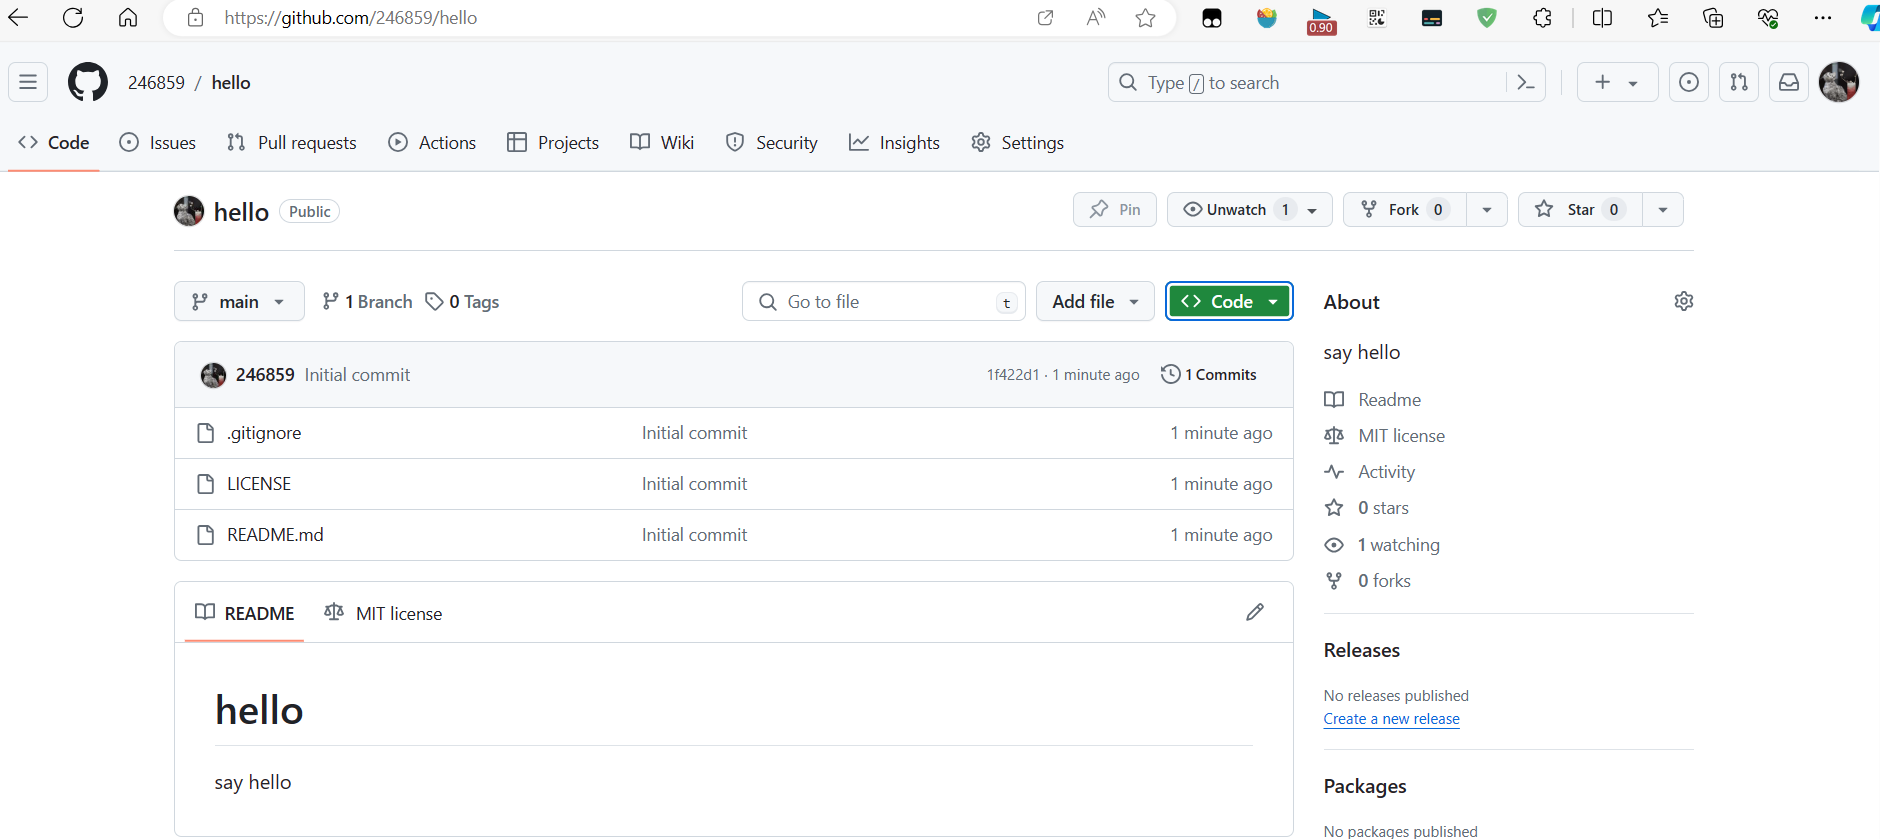 https://github.com/246859/hello
0.90
246859 / hello
Type / to search
Code Issues Pull requests Actions Projects Wiki Security Insights Settings
hello Public
Pin Unwatch 1 Fork 0 Star 0
main 1 Branch 0 Tags Go to file t Add file Code
246859 Initial commit 1f422d1 · 1 minute ago 1 Commits
.gitignore Initial commit 1 minute ago
LICENSE Initial commit 1 minute ago
README.md Initial commit 1 minute ago
README MIT license
hello
say hello
About
say hello
Readme
MIT license
Activity
0 stars
1 watching
0 forks
Releases
No releases published
Create a new release
Packages
No packages published